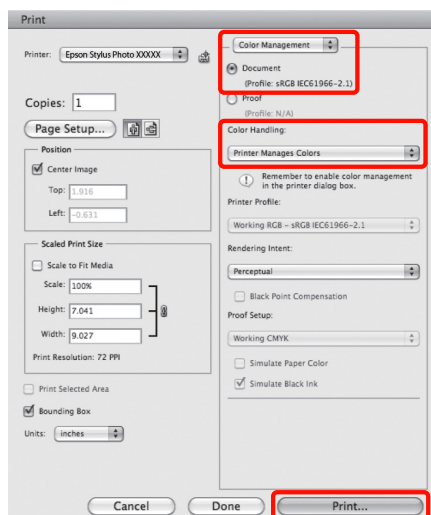 Print
Printer: Epson Stylus Photo XXXXX
Copies: 1
Page Setup...
Position
Center Image
Top: 1.916
Left: -0.631
Scaled Print Size
Scale to Fit Media
Scale: 100%
Height: 7.041
Width: 9.027
Print Resolution: 72 PPI
Print Selected Area
Bounding Box
Units: inches
Color Management
Document
(Profile: sRGB IEC61966-2.1)
Proof
(Profile: N/A)
Color Handling:
Printer Manages Colors
Remember to enable color management
in the printer dialog box.
Printer Profile:
Working RGB - sRGB IEC61966-2.1
Rendering Intent:
Perceptual
Black Point Compensation
Proof Setup:
Working CMYK
Simulate Paper Color
Simulate Black Ink
Cancel
Done
Print...